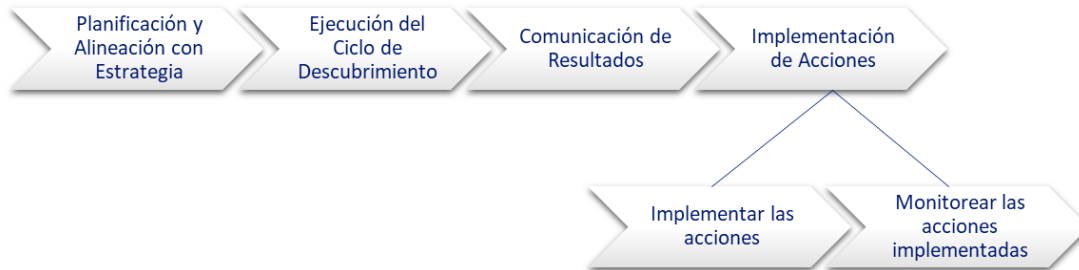 Planificación y
Alineación con
Estrategia
Ejecución del
Ciclo de
Descubrimiento
Comunicación de
Resultados
Implementación
de Acciones
Implementar las
acciones
Monitorear las
acciones
implementadas